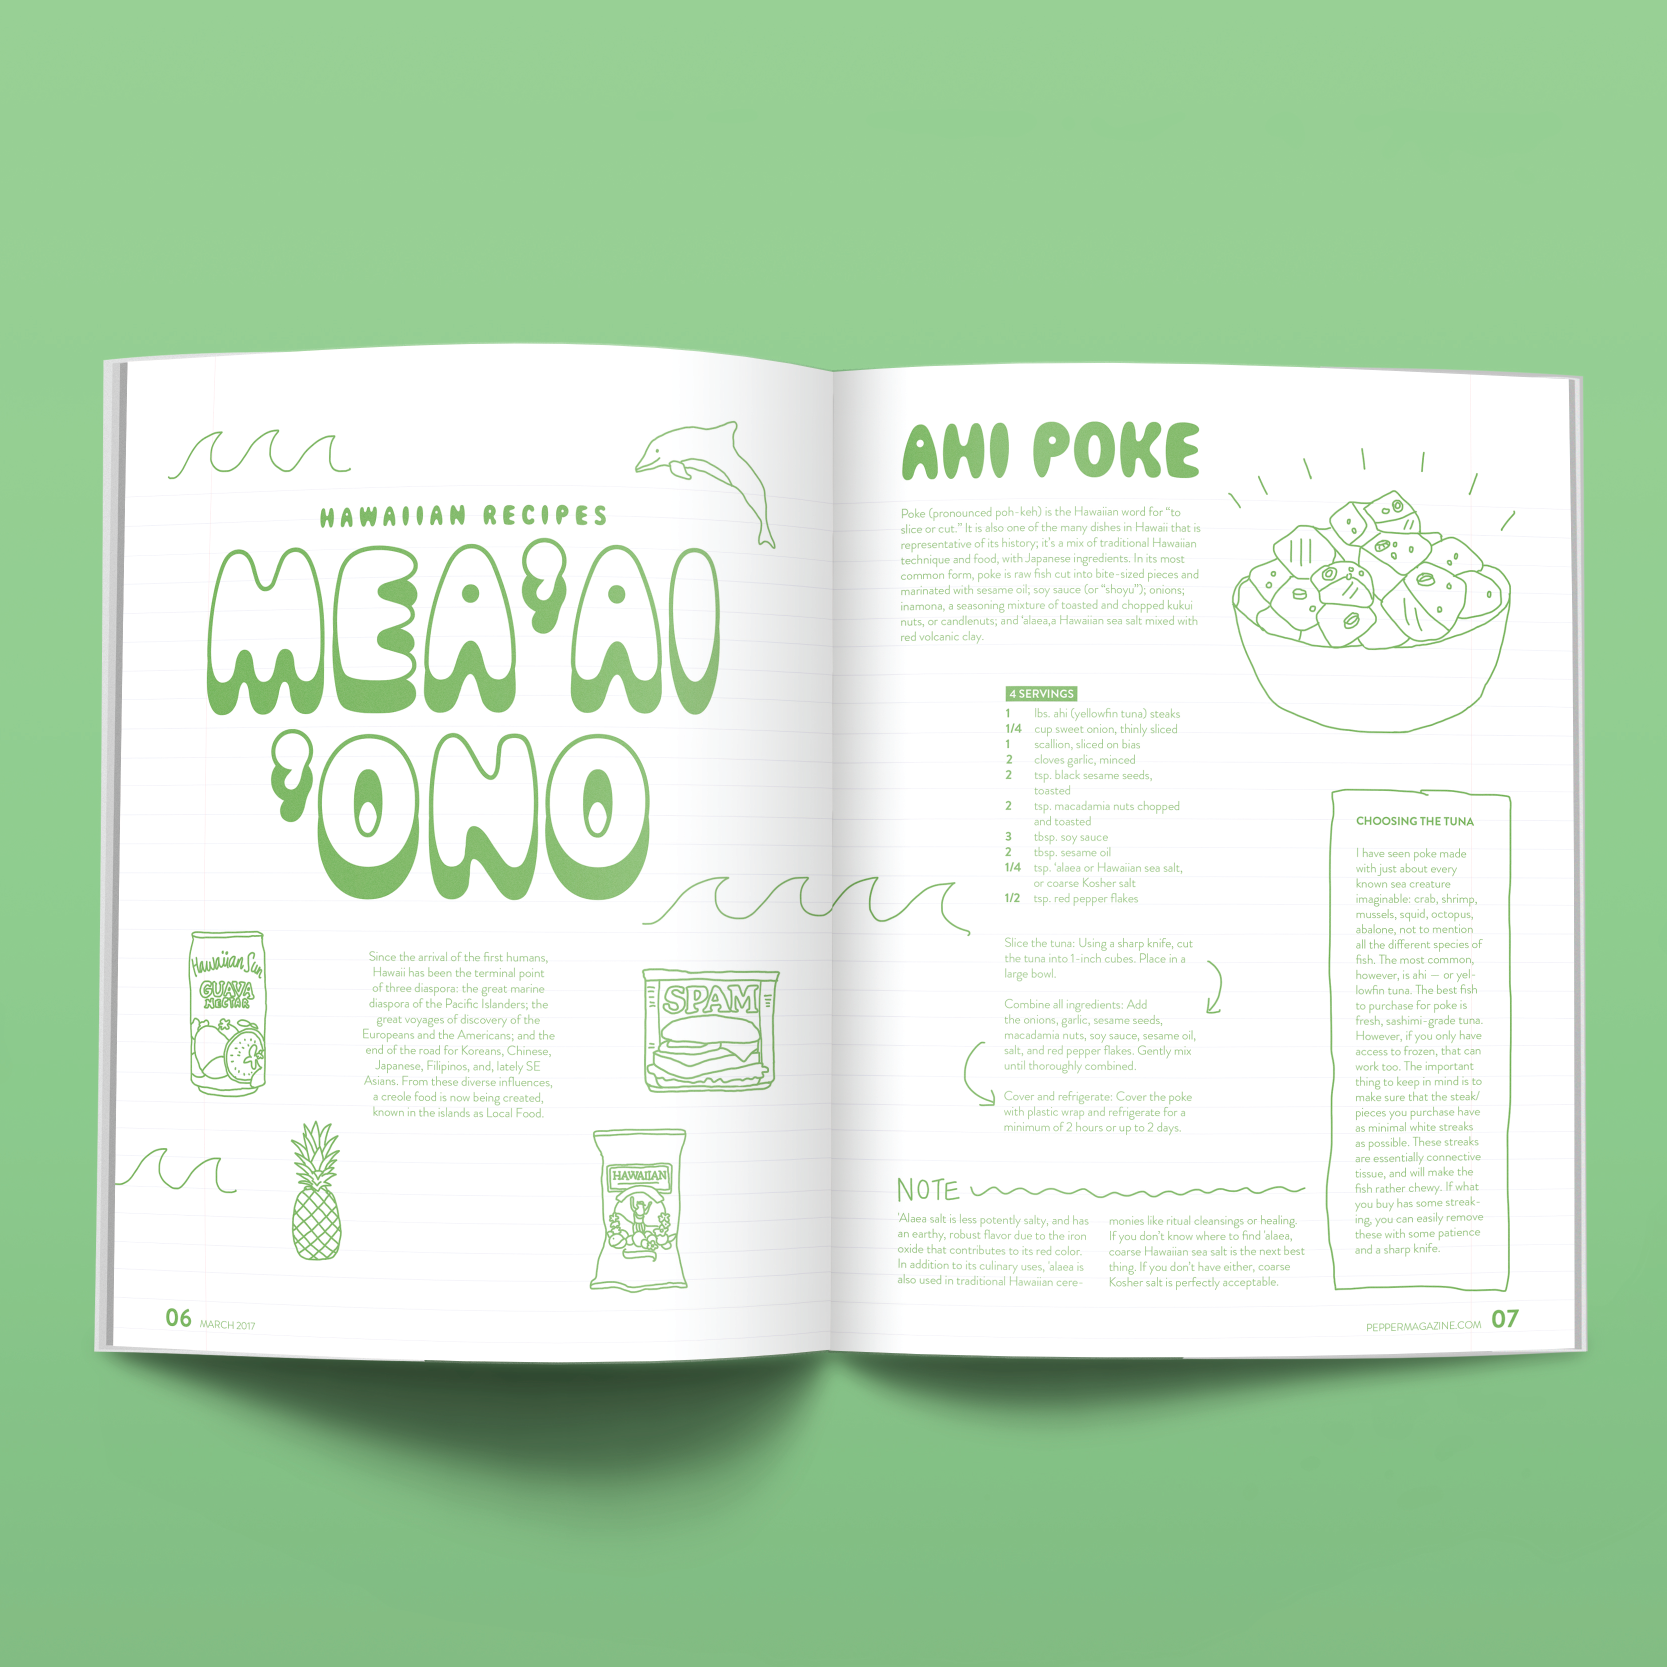 HAWAIIAN RECIPES
MEA'AI
'ONO
Hawaiian Sun
GUAVA
NECTAR
Since the arrival of the first humans,
Hawaii has been the terminal point
of three diaspora: the great marine
diaspora of the Pacific Islanders; the
great voyages of discovery of the
Europeans and the Americans; and the
end of the road for Koreans, Chinese,
Japanese, Filipinos, and, lately SE
Asians. From these diverse influences,
a creole food is now being created,
known in the islands as Local Food.
SPAM
HAWAIIAN
06 MARCH 2017
AHI POKE
Poke (pronounced poh-keh) is the Hawaiian word for “to
slice or cut.” It is also one of the many dishes in Hawaii that is
representative of its history; it's a mix of traditional Hawaiian
technique and food, with Japanese ingredients. In its most
common form, poke is raw fish cut into bite-sized pieces and
marinated with sesame oil; soy sauce (or “shoyu”); onions;
inamona, a seasoning mixture of toasted and chopped kukui
nuts, or candlenuts; and 'alaea,a Hawaiian sea salt mixed with
red volcanic clay.
4 SERVINGS
1 lbs. ahi (yellowfin tuna) steaks
1/4 cup sweet onion, thinly sliced
1 scallion, sliced on bias
2 cloves garlic, minced
2 tsp. black sesame seeds,
toasted
2 tsp. macadamia nuts chopped
and toasted
3 tbsp. soy sauce
2 tbsp. sesame oil
1/4 tsp. 'alaea or Hawaiian sea salt,
or coarse Kosher salt
1/2 tsp. red pepper flakes
Slice the tuna: Using a sharp knife, cut
the tuna into 1-inch cubes. Place in a
large bowl.
Combine all ingredients: Add
the onions, garlic, sesame seeds,
macadamia nuts, soy sauce, sesame oil,
salt, and red pepper flakes. Gently mix
until thoroughly combined.
Cover and refrigerate: Cover the poke
with plastic wrap and refrigerate for a
minimum of 2 hours or up to 2 days.
NOTE
'Alaea salt is less potently salty, and has
an earthy, robust flavor due to the iron
oxide that contributes to its red color.
In addition to its culinary uses, 'alaea is
also used in traditional Hawaiian cere-
monies like ritual cleansings or healing.
If you don't know where to find 'alaea,
coarse Hawaiian sea salt is the next best
thing. If you don't have either, coarse
Kosher salt is perfectly acceptable.
CHOOSING THE TUNA
I have seen poke made
with just about every
known sea creature
imaginable: crab, shrimp,
mussels, squid, octopus,
abalone, not to mention
all the different species of
fish. The most common,
however, is ahi — or yel-
lowfin tuna. The best fish
to purchase for poke is
fresh, sashimi-grade tuna.
However, if you only have
access to frozen, that can
work too. The important
thing to keep in mind is to
make sure that the steak/
pieces you purchase have
as minimal white streaks
as possible. These streaks
are essentially connective
tissue, and will make the
fish rather chewy. If what
you buy has some streak-
ing, you can easily remove
these with some patience
and a sharp knife.
PEPPERMAGAZINE.COM 07